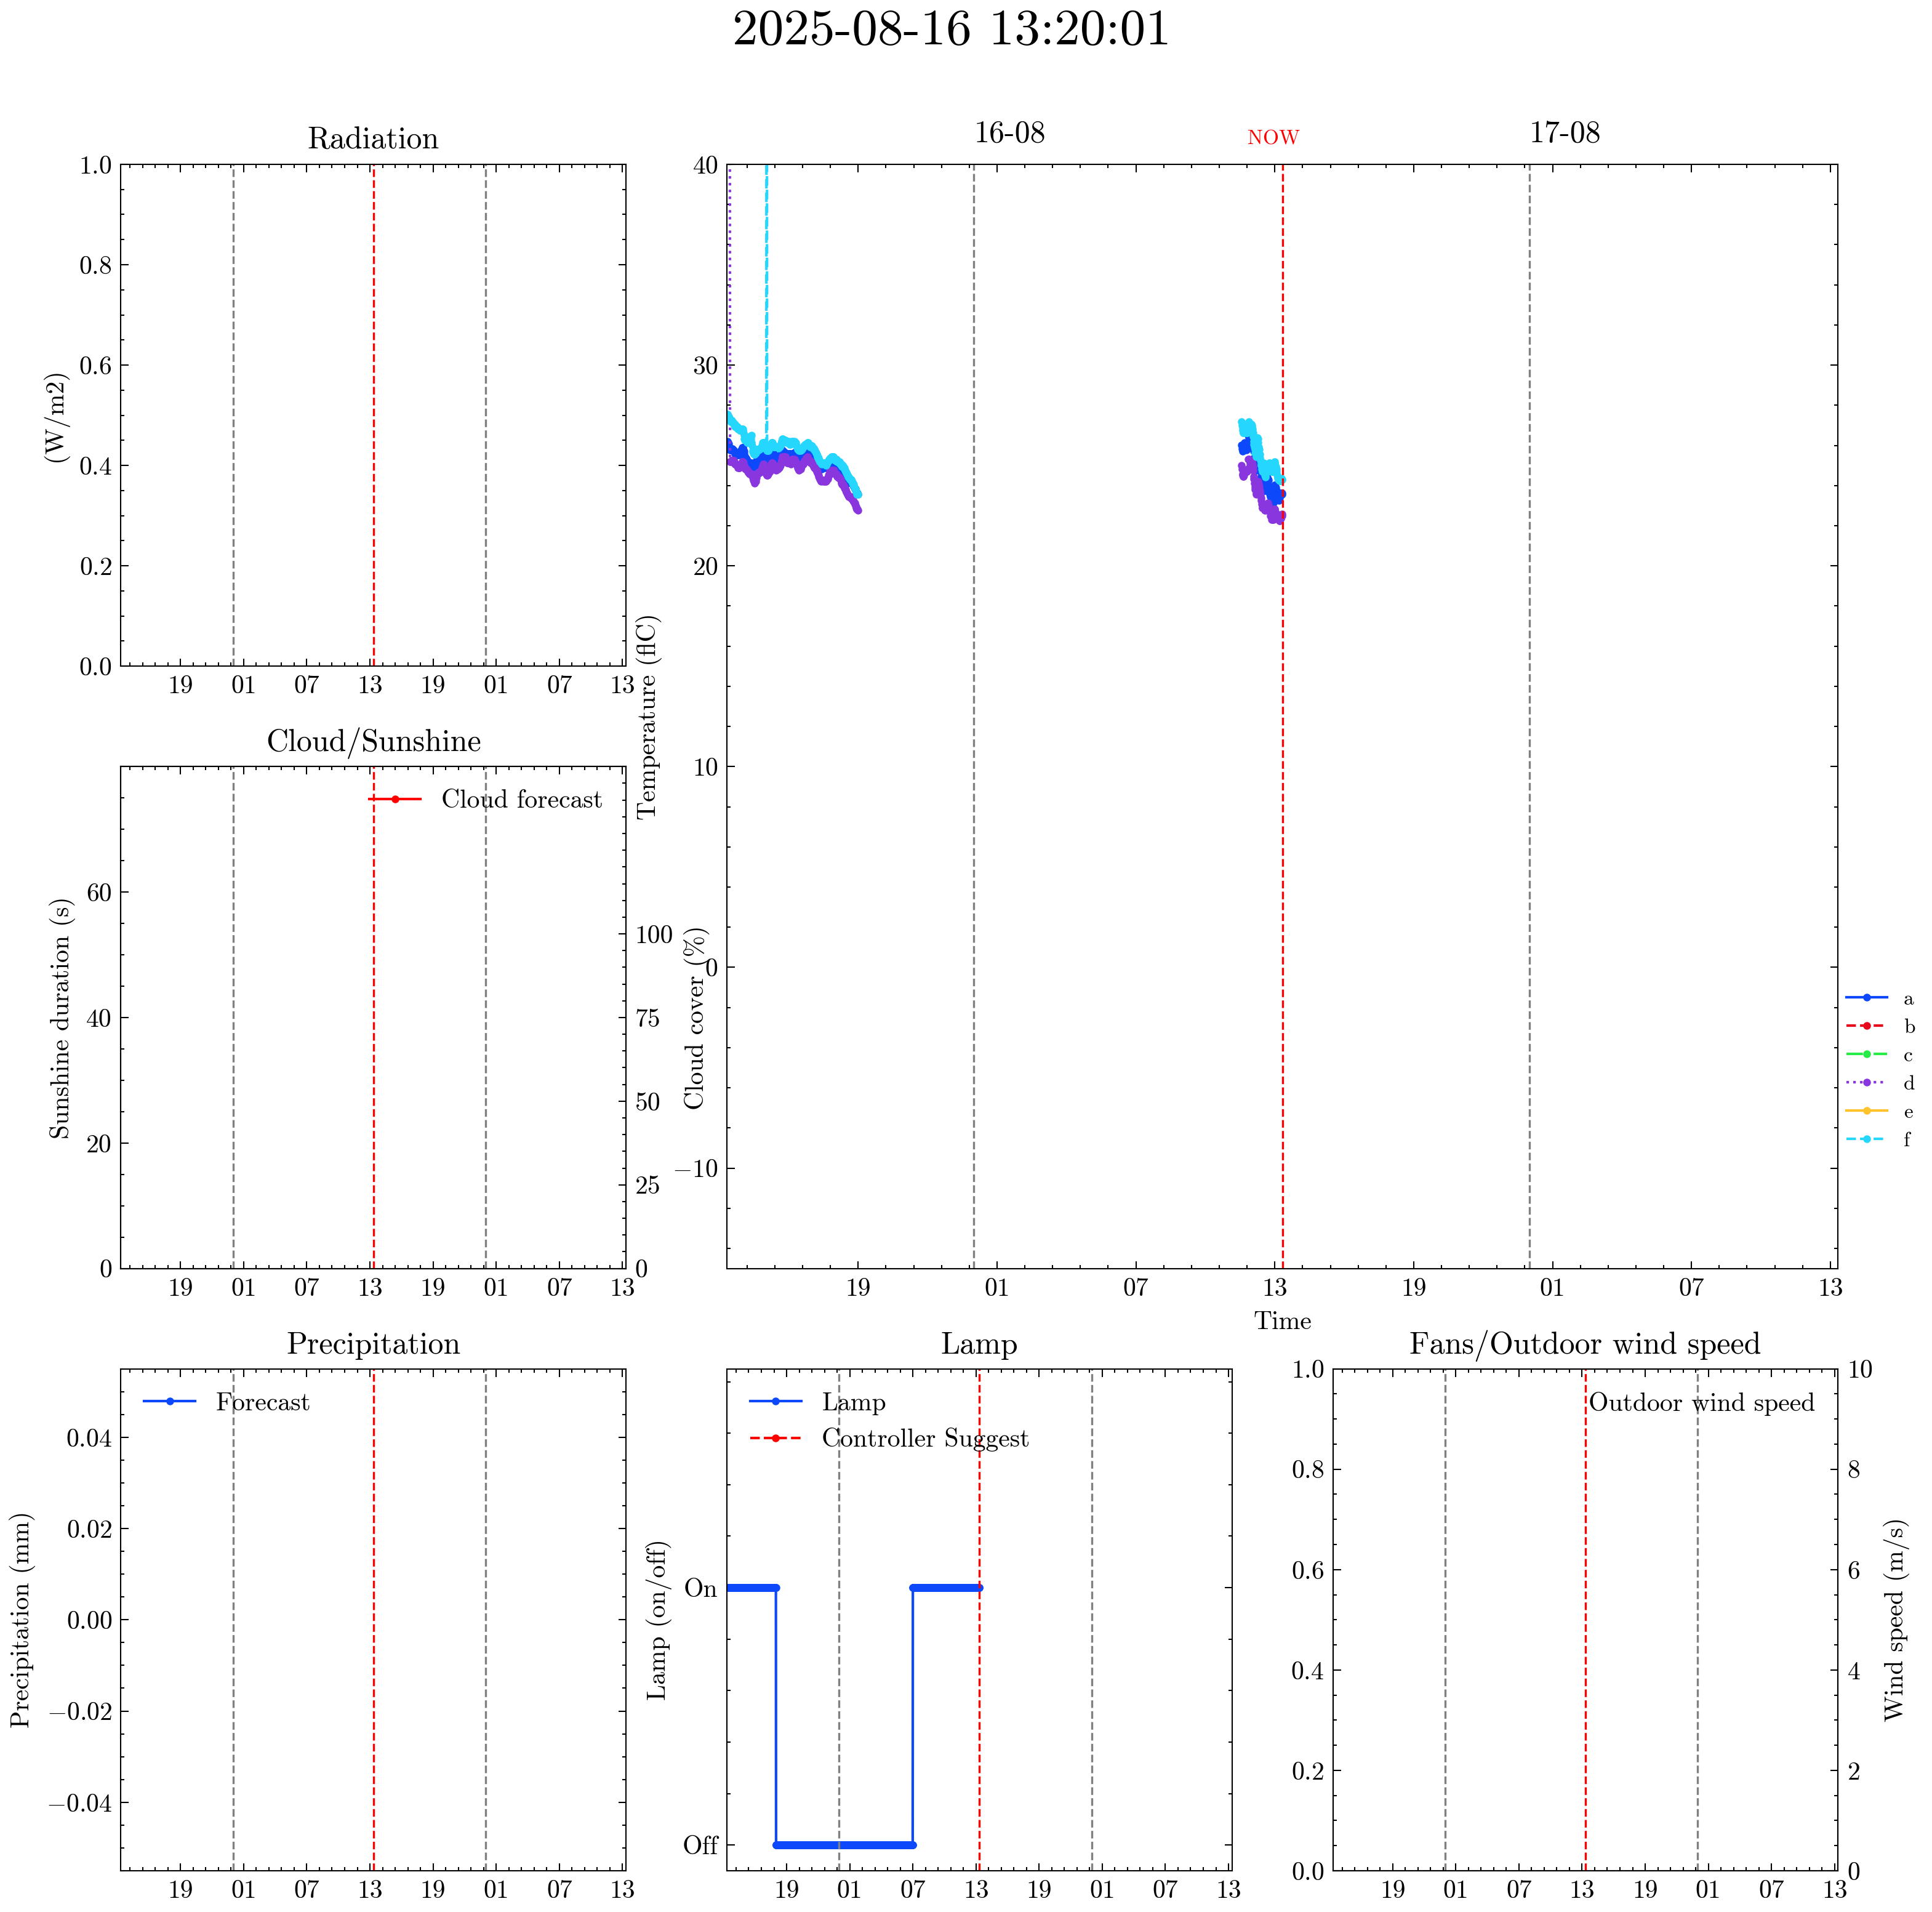 2025-08-16 13:20:01
Radiation
1.0
0.8
0.6
0.4
0.2
0.0
(W/m2)
19 01 07 13 19 01 07 13
16-08 NOW 17-08
40
30
20
10
0
−10
Temperature (flC)
19 01 07 13 19 01 07 13
Time
a
b
c
d
e
f
Cloud/Sunshine
Cloud forecast
60
40
20
0
Sunshine duration (s)
100
75
50
25
0
Cloud cover (%)
19 01 07 13 19 01 07 13
Precipitation
Forecast
0.04
0.02
0.00
−0.02
−0.04
Precipitation (mm)
19 01 07 13 19 01 07 13
Lamp
Lamp
Controller Suggest
On
Off
Lamp (on/off)
19 01 07 13 19 01 07 13
Fans/Outdoor wind speed
Outdoor wind speed
1.0
0.8
0.6
0.4
0.2
0.0
10
8
6
4
2
0
Wind speed (m/s)
19 01 07 13 19 01 07 13